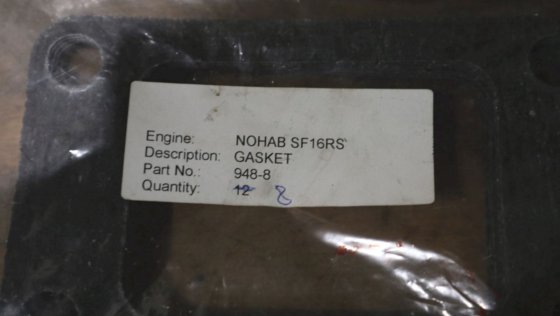 Engine: NOHAB SF16RS
Description: GASKET
Part No.: 948-8
Quantity: 12 8